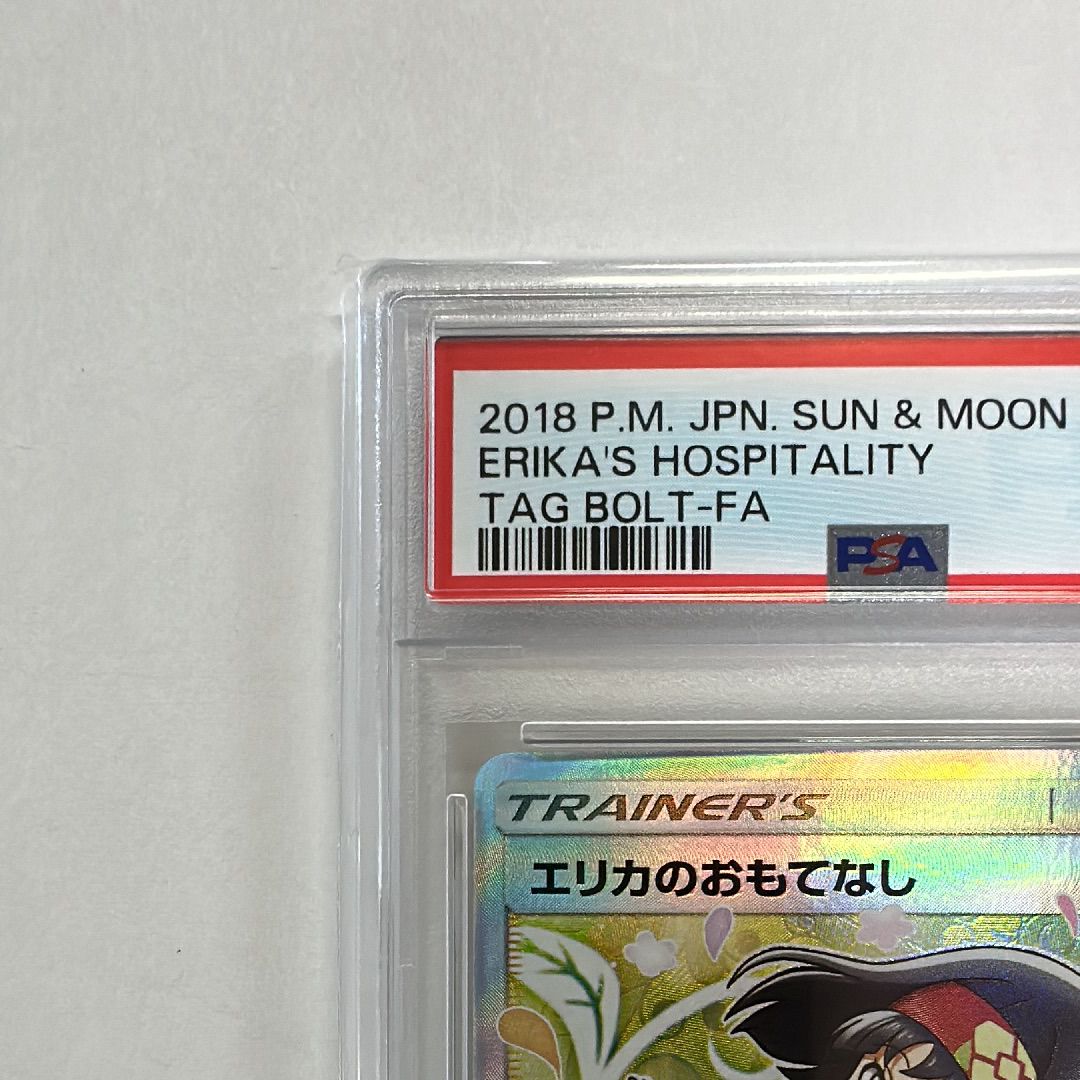 2018 P.M. JPN. SUN & MOON
ERIKA'S HOSPITALITY
TAG BOLT-FA
PSA
TRAINER'S
エリカのおもてなし